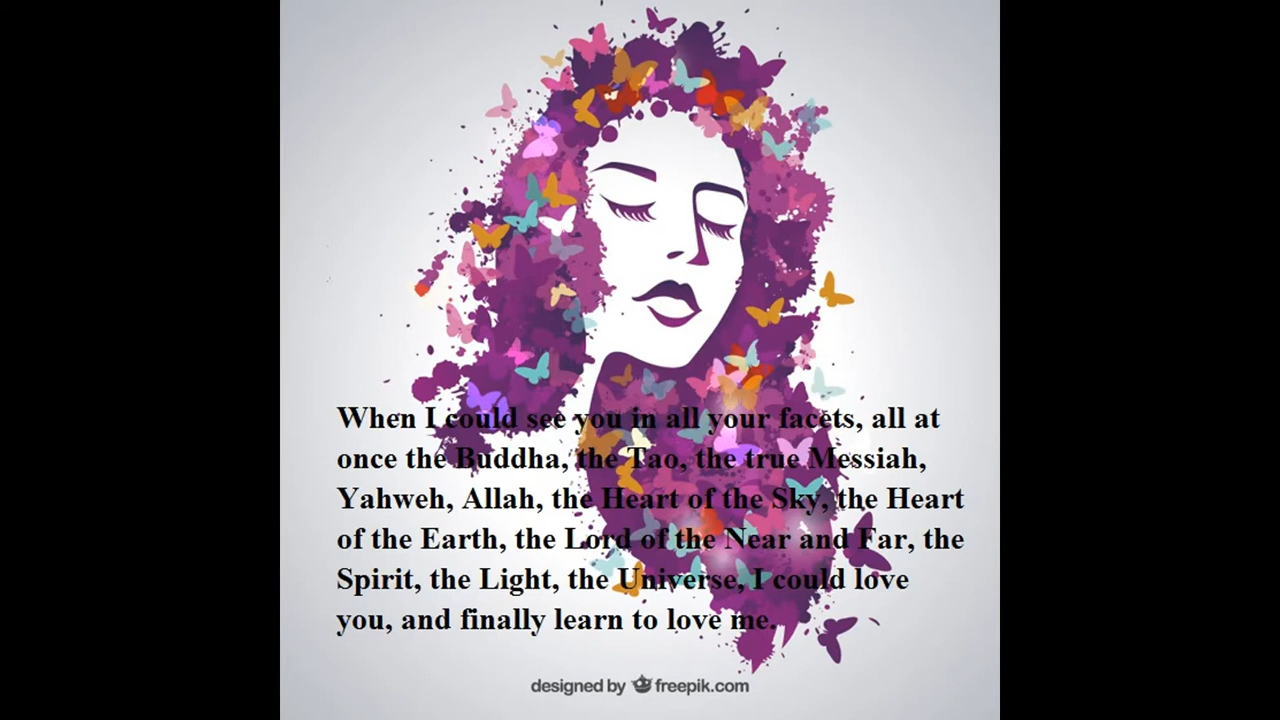 When I could see you in all your facets, all at
once the Buddha, the Tao, the true Messiah,
Yahweh, Allah, the Heart of the Sky, the Heart
of the Earth, the Lord of the Near and Far, the
Spirit, the Light, the Universe, I could love
you, and finally learn to love me.
designed by freepik.com